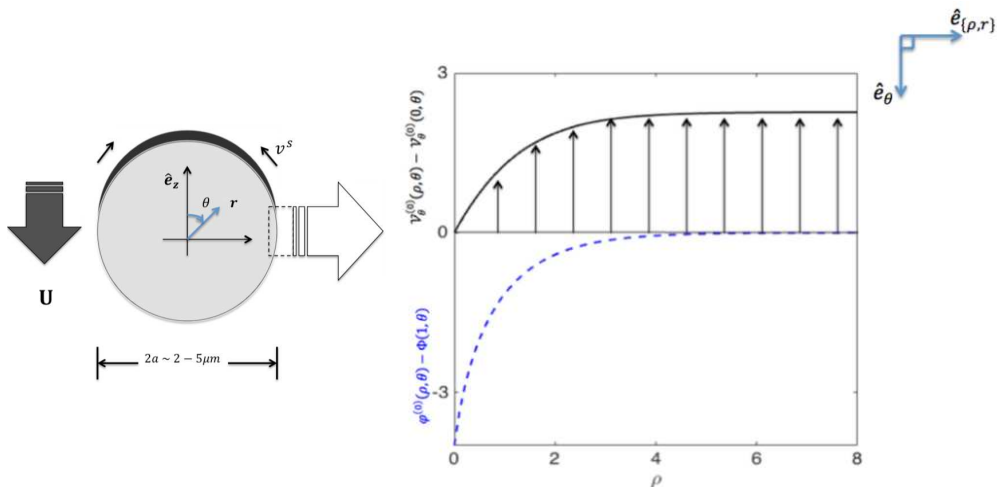 v^s
ê_z
θ
r
U
2a ~ 2 − 5μm
ê_{ρ,r}
ê_θ
3
0
-3
v_θ^(0)(ρ,θ) − v_θ^(0)(0,θ)
φ^(0)(ρ,θ) − Φ(1,θ)
0
2
4
6
8
ρ